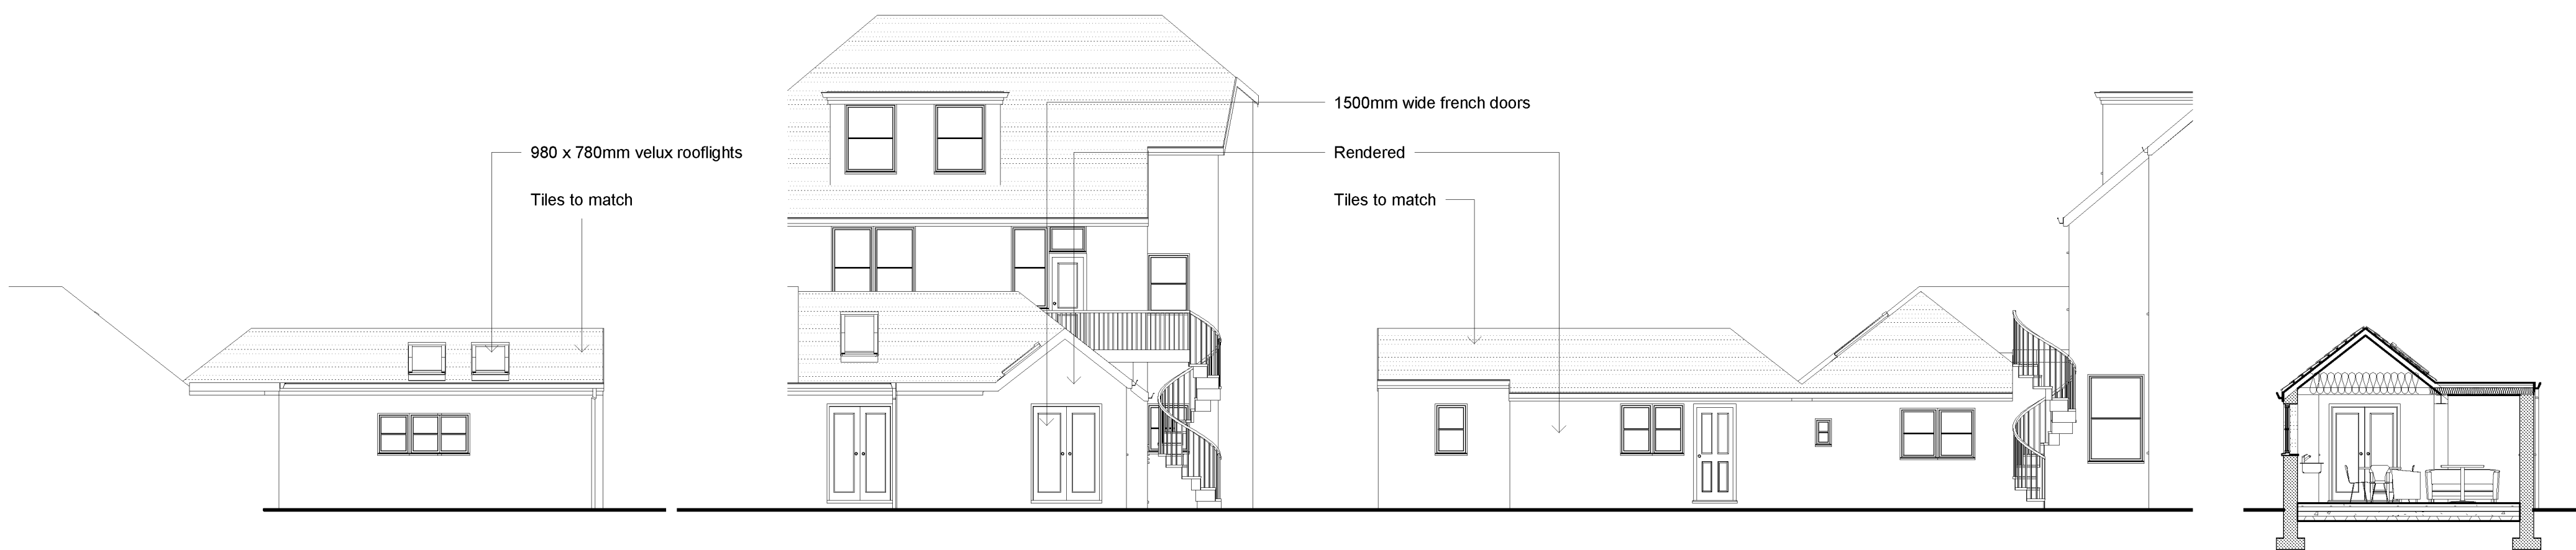 980 x 780mm velux rooflights
Tiles to match
1500mm wide french doors
Rendered
Tiles to match